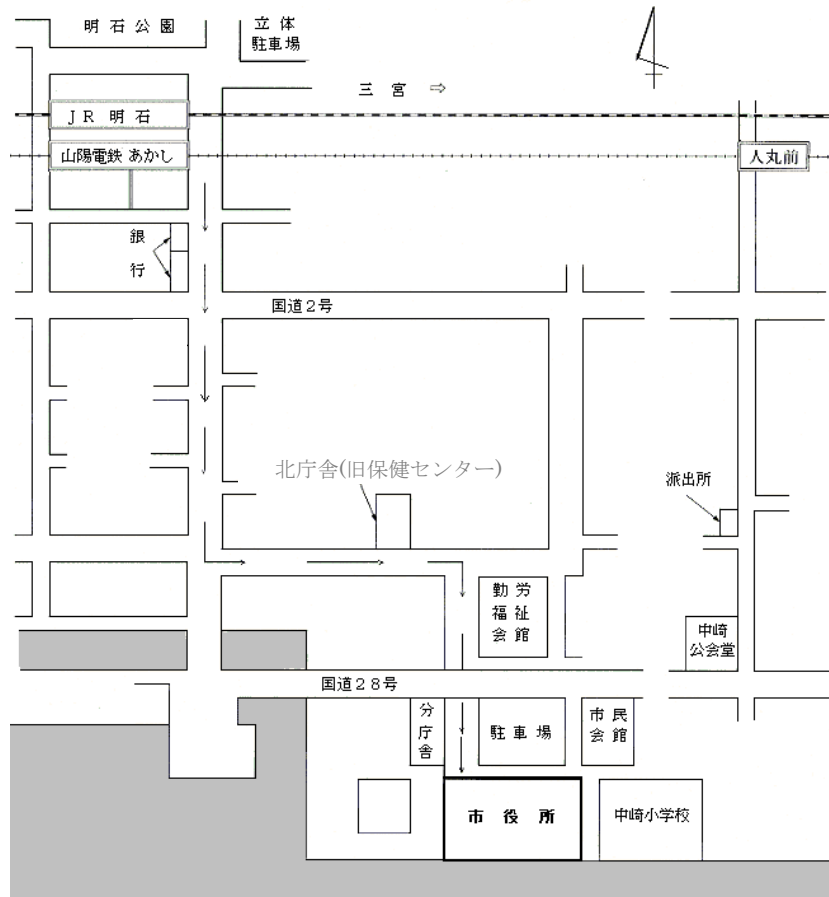 明石公園
立体
駐車場
三宮 ⇒
JR 明石
山陽電鉄 あかし
人丸前
銀
行
国道2号
北庁舎(旧保健センター)
派出所
勤労
福祉
会館
中崎
公会堂
国道28号
分
庁
舎
駐車場
市民
会館
市役所
中崎小学校